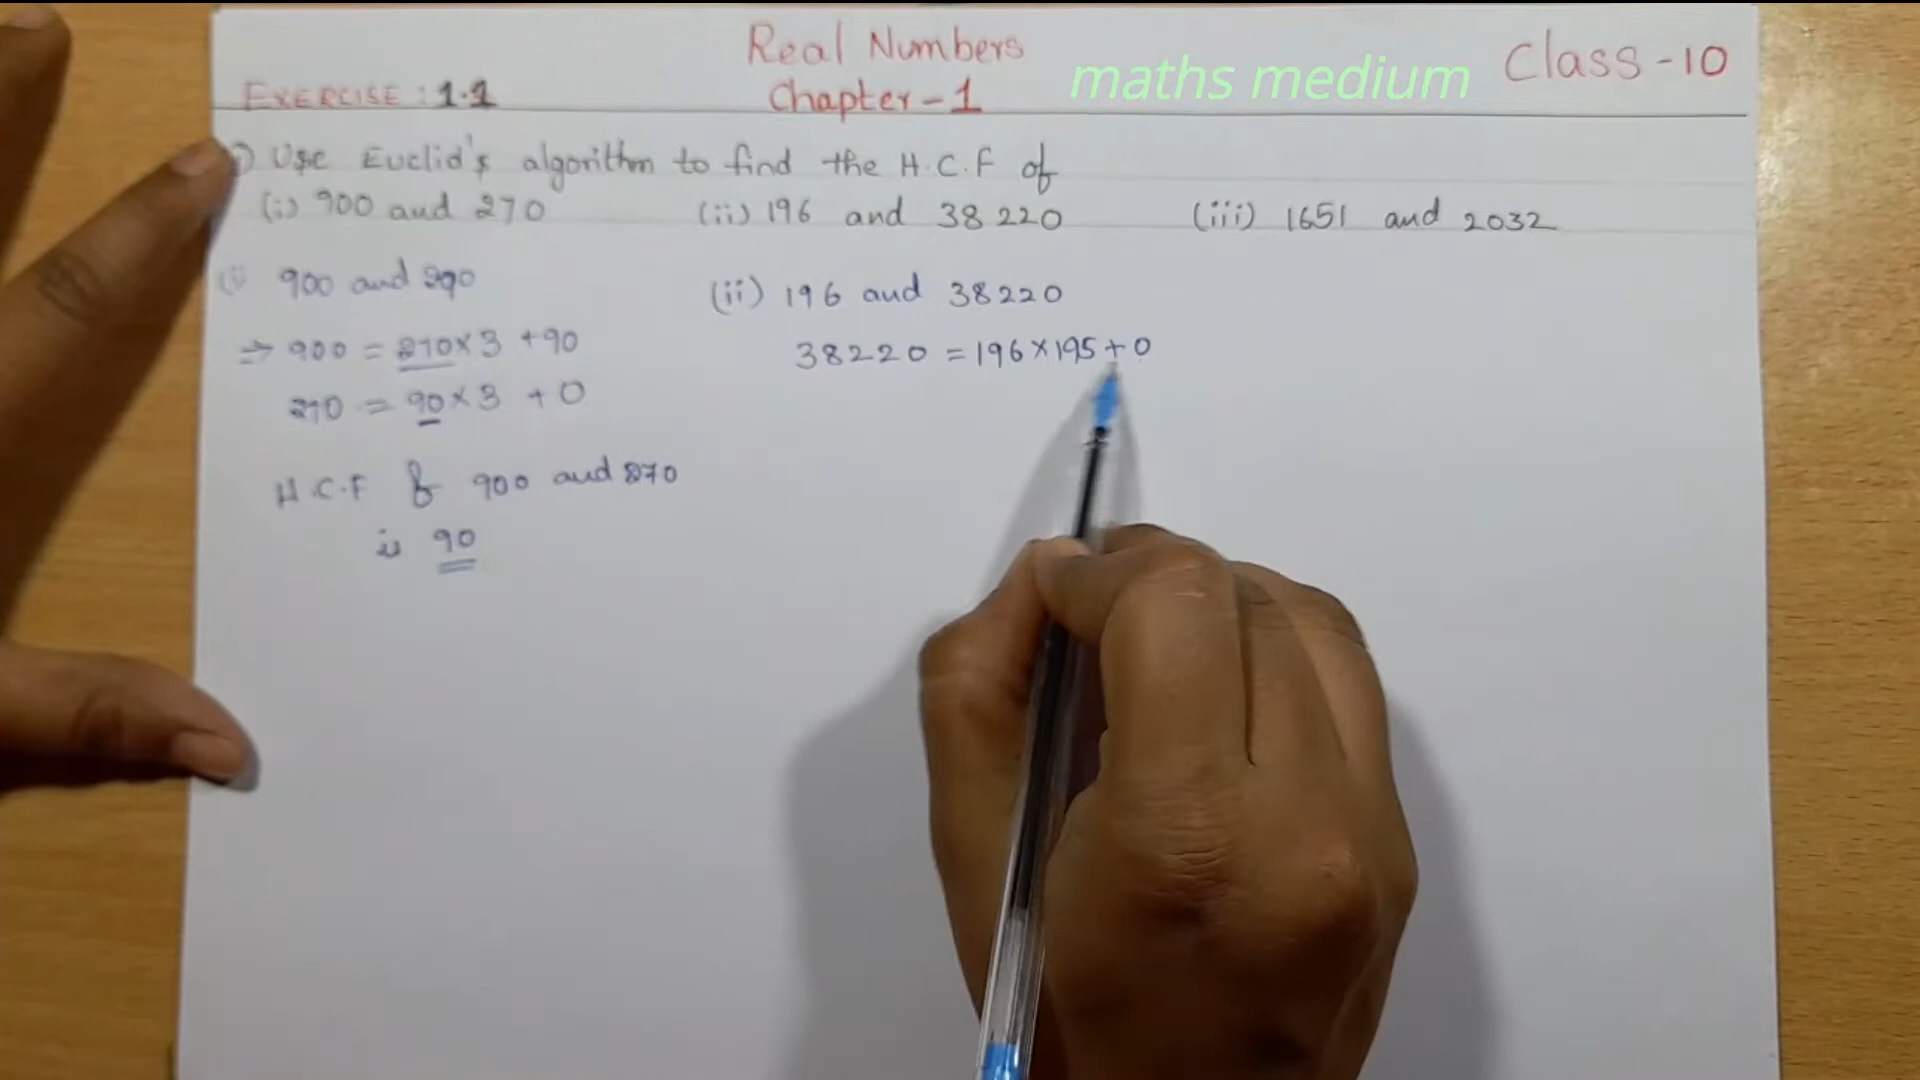 Real Numbers
Class - 10
maths medium
EXERCISE : 1.1
Chapter - 1
) Use Euclid's algorithm to find the H.C.F of
(i) 900 and 270
(ii) 196 and 38220
(iii) 1651 and 2032
(i) 900 and 290
⇒ 900 = 270 × 3 + 90
270 = 90 × 3 + 0
H.C.F of 900 and 270
is 90
(ii) 196 and 38220
38220 = 196 × 195 + 0